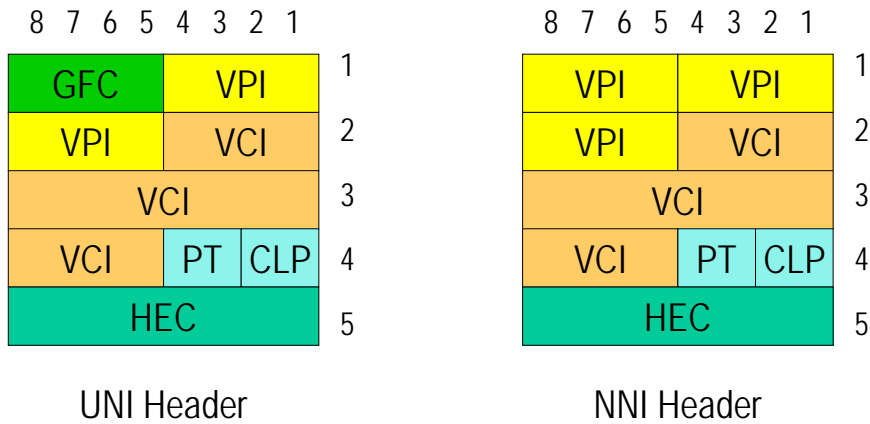 8 7 6 5 4 3 2 1
GFC VPI 1
VPI VCI 2
VCI 3
VCI PT CLP 4
HEC 5
UNI Header
8 7 6 5 4 3 2 1
VPI VPI 1
VPI VCI 2
VCI 3
VCI PT CLP 4
HEC 5
NNI Header